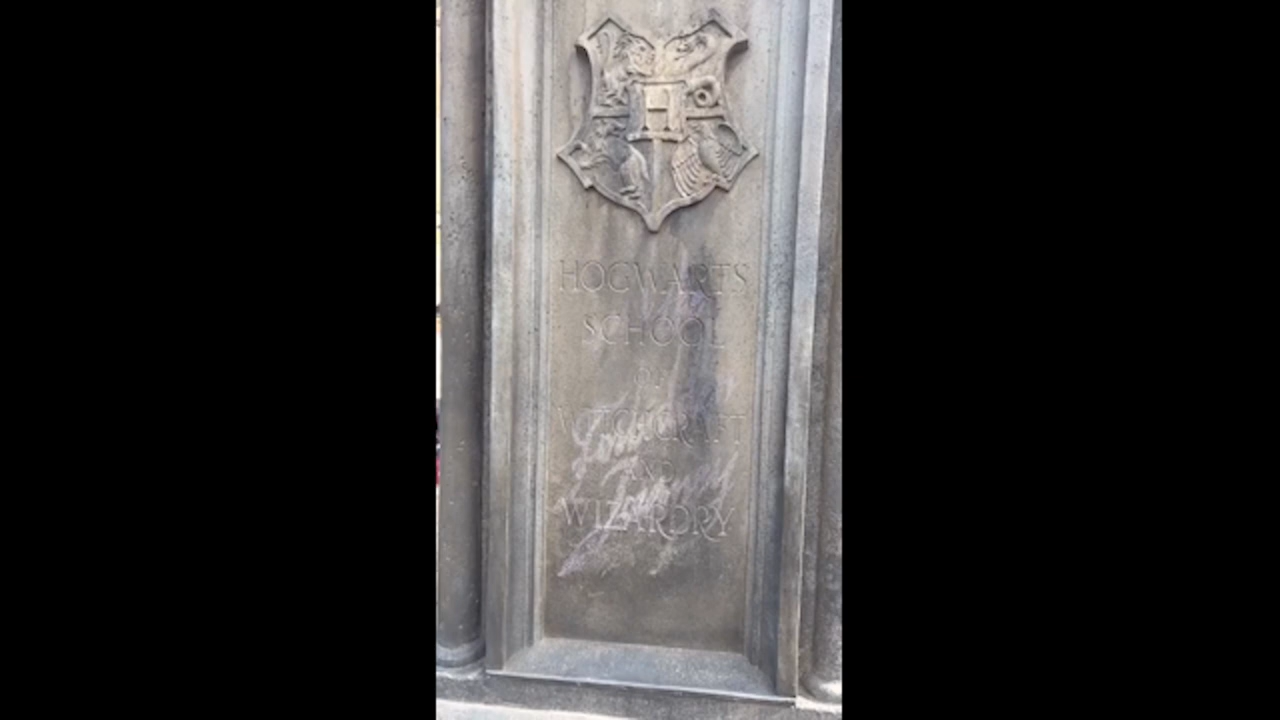 H
HOGWARTS
SCHOOL
OF
WITCHCRAFT
AND
WIZARDRY